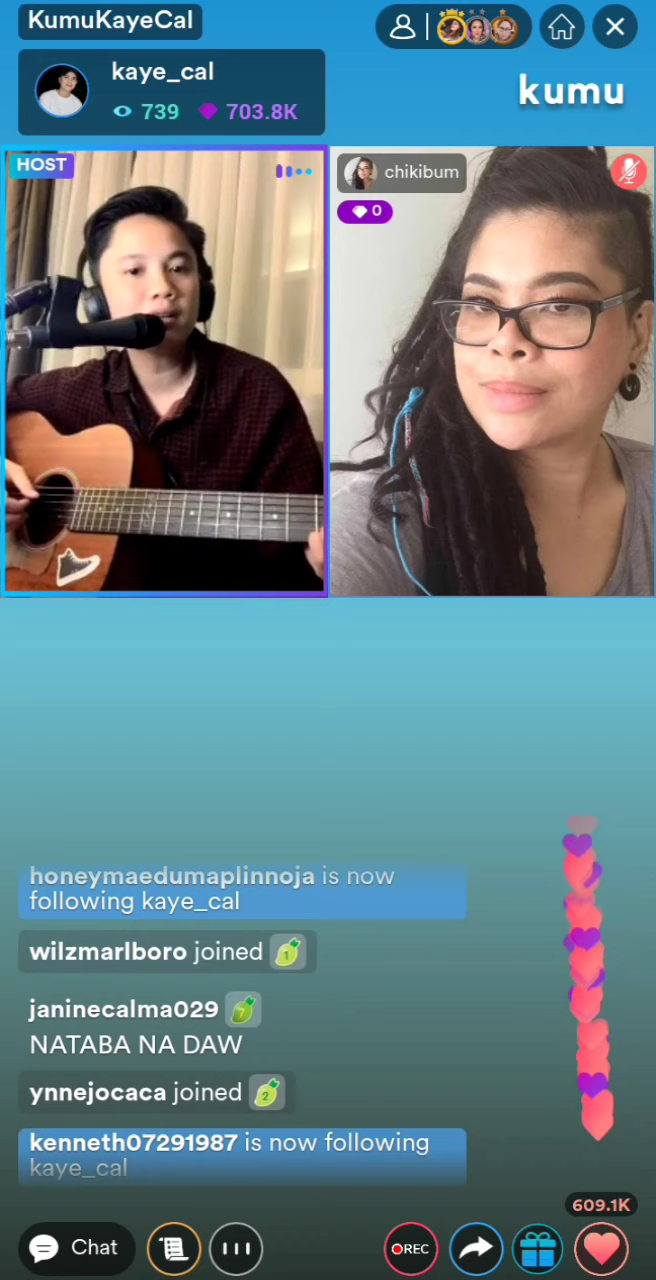 KumuKayeCal
kaye_cal
739 703.8K
kumu
HOST
chikibum
0
honeymaedumaplinnoja is now
following kaye_cal
wilzmarlboro joined 1
janinecalma029 7
NATABA NA DAW
ynnejocaca joined 2
kenneth07291987 is now following
kaye_cal
609.1K
Chat
REC